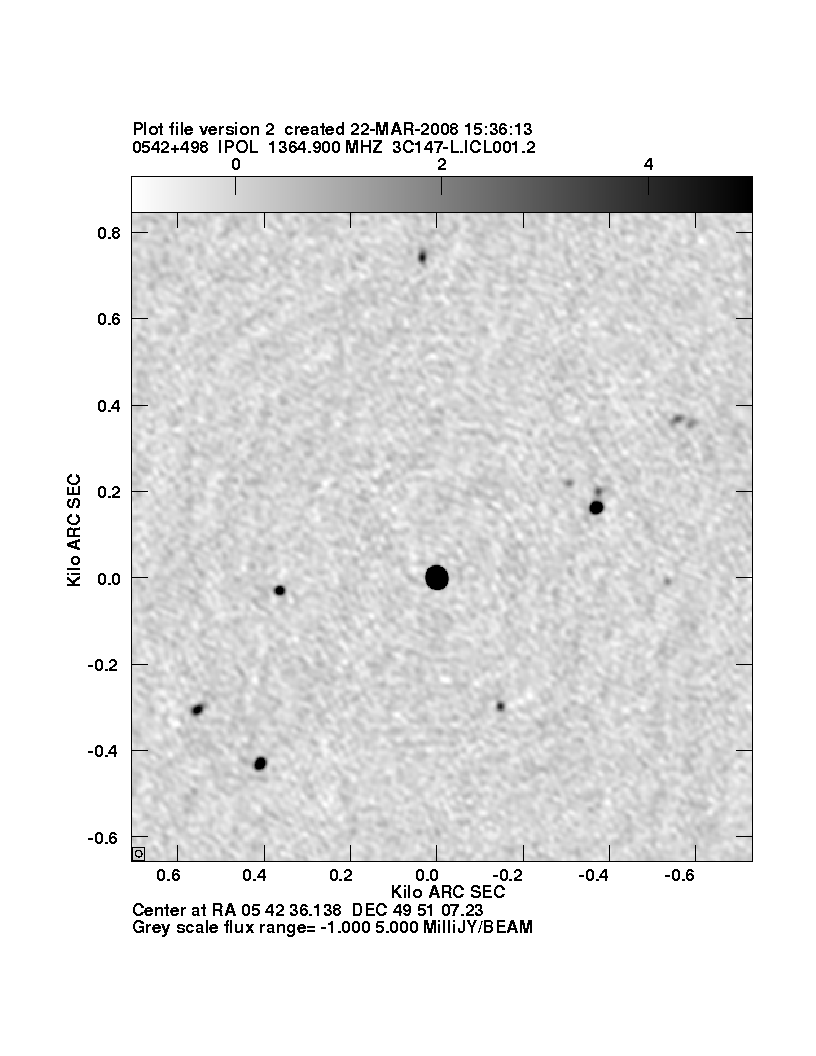 Plot file version 2 created 22-MAR-2008 15:36:13
0542+498 IPOL 1364.900 MHZ 3C147-L.ICL001.2
0 2 4
0.8
0.6
0.4
0.2
0.0
-0.2
-0.4
-0.6
Kilo ARC SEC
0.6 0.4 0.2 0.0 -0.2 -0.4 -0.6
Kilo ARC SEC
Center at RA 05 42 36.138 DEC 49 51 07.23
Grey scale flux range= -1.000 5.000 MilliJY/BEAM